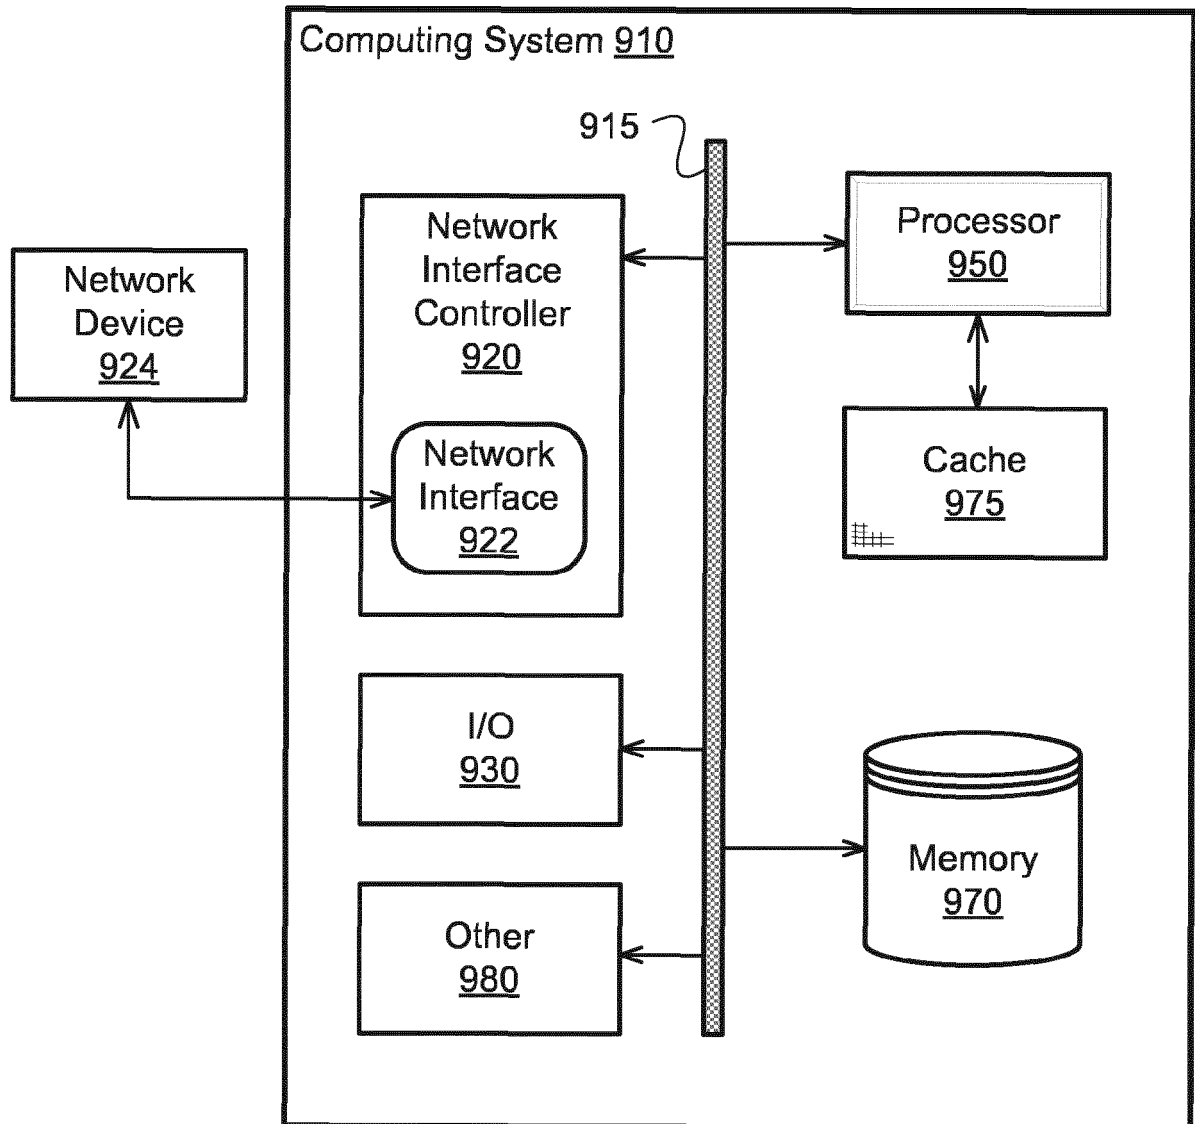 Computing System 910
915
Network
Interface
Controller
920
Processor
950
Network
Device
924
Network
Interface
922
Cache
975
I/O
930
Memory
970
Other
980